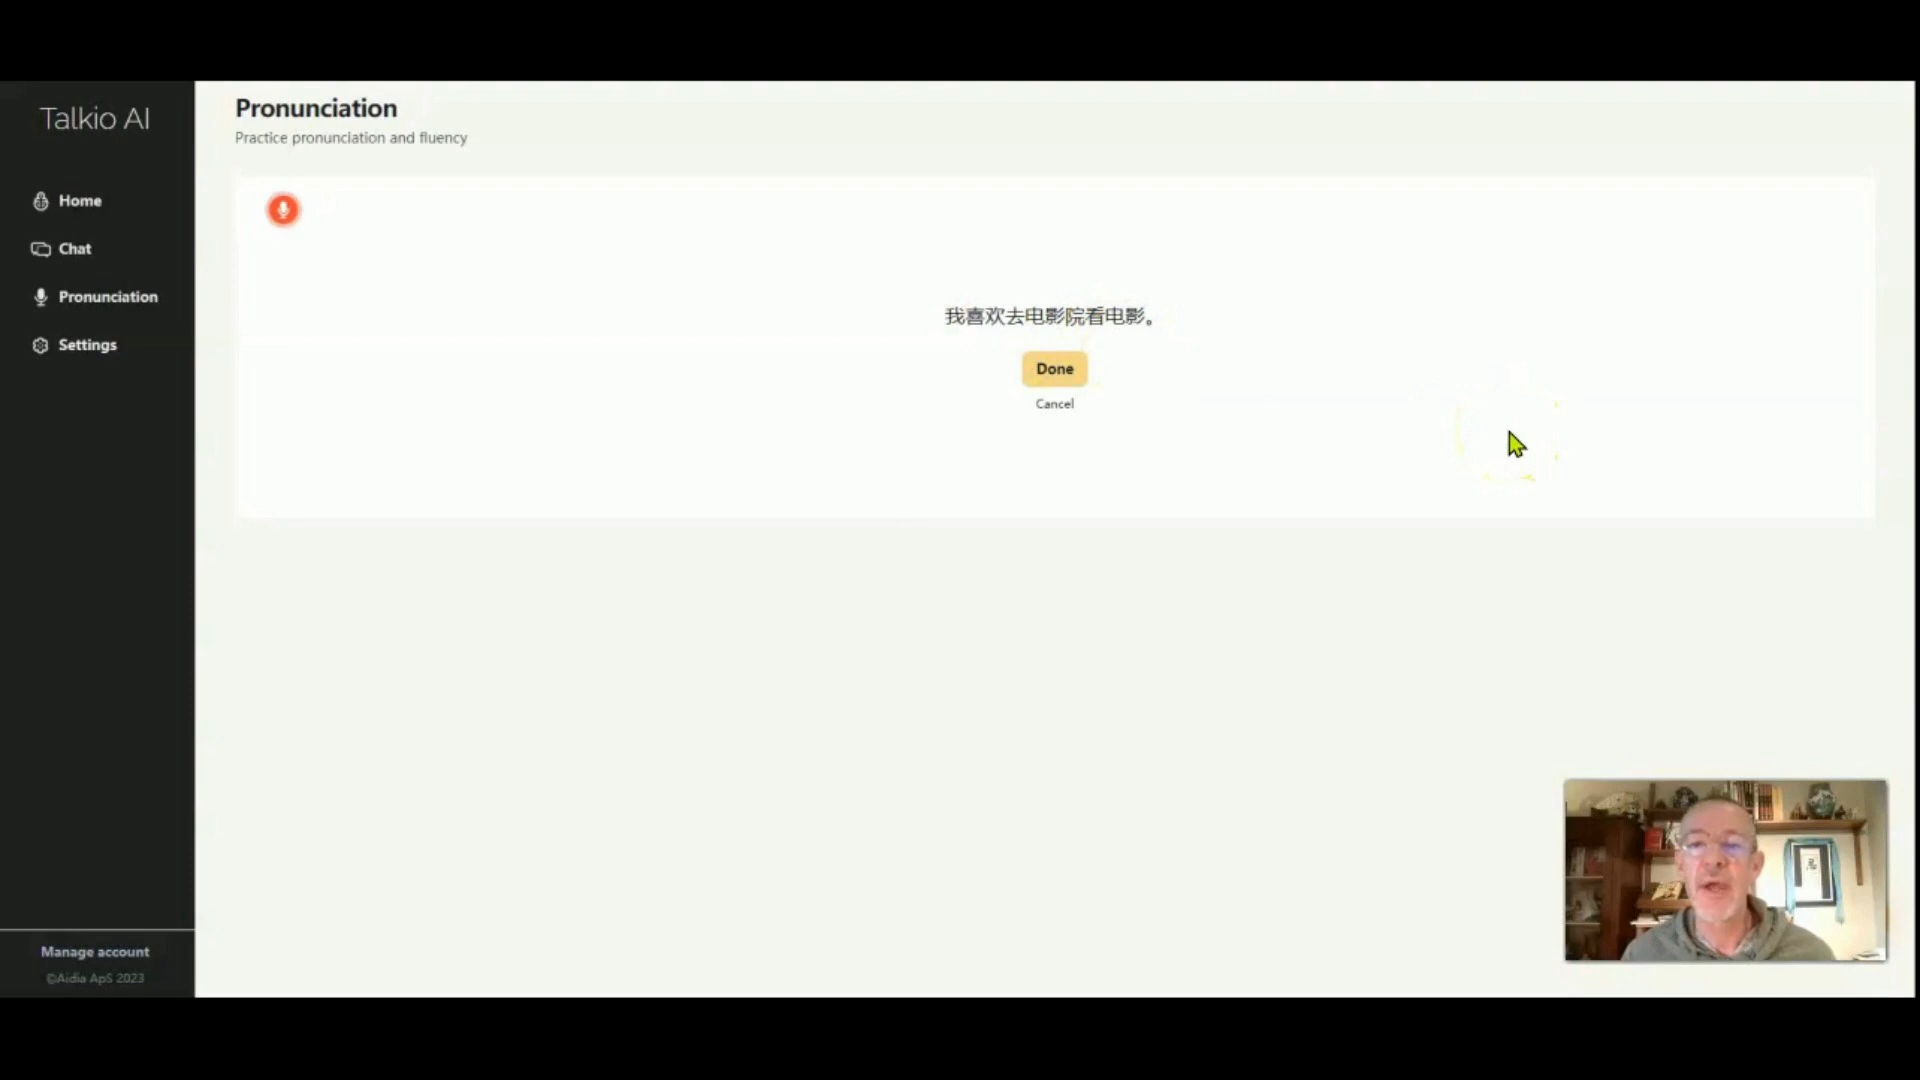 Talkio AI
Home
Chat
Pronunciation
Settings
Manage account
©Aidia ApS 2023
Pronunciation
Practice pronunciation and fluency
我喜欢去电影院看电影。
Done
Cancel